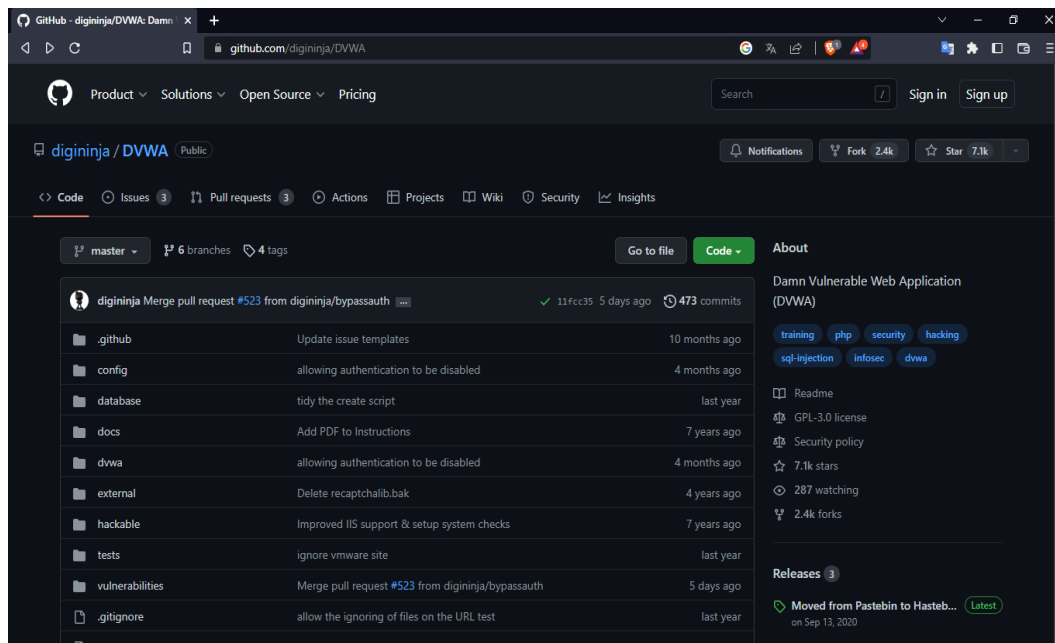 GitHub - digininja/DVWA: Damn
github.com/digininja/DVWA
Product Solutions Open Source Pricing Search / Sign in Sign up
digininja / DVWA Public Notifications Fork 2.4k Star 7.1k
Code Issues 3 Pull requests 3 Actions Projects Wiki Security Insights
master 6 branches 4 tags Go to file Code
digininja Merge pull request #523 from digininja/bypassauth ... 11fcc35 5 days ago 473 commits
.github Update issue templates 10 months ago
config allowing authentication to be disabled 4 months ago
database tidy the create script last year
docs Add PDF to Instructions 7 years ago
dvwa allowing authentication to be disabled 4 months ago
external Delete recaptchalib.bak 4 years ago
hackable Improved IIS support & setup system checks 7 years ago
tests ignore vmware site last year
vulnerabilities Merge pull request #523 from digininja/bypassauth 5 days ago
.gitignore allow the ignoring of files on the URL test last year
About
Damn Vulnerable Web Application
(DVWA)
training php security hacking
sql-injection infosec dvwa
Readme
GPL-3.0 license
Security policy
7.1k stars
287 watching
2.4k forks
Releases 3
Moved from Pastebin to Hasteb... Latest
on Sep 13, 2020